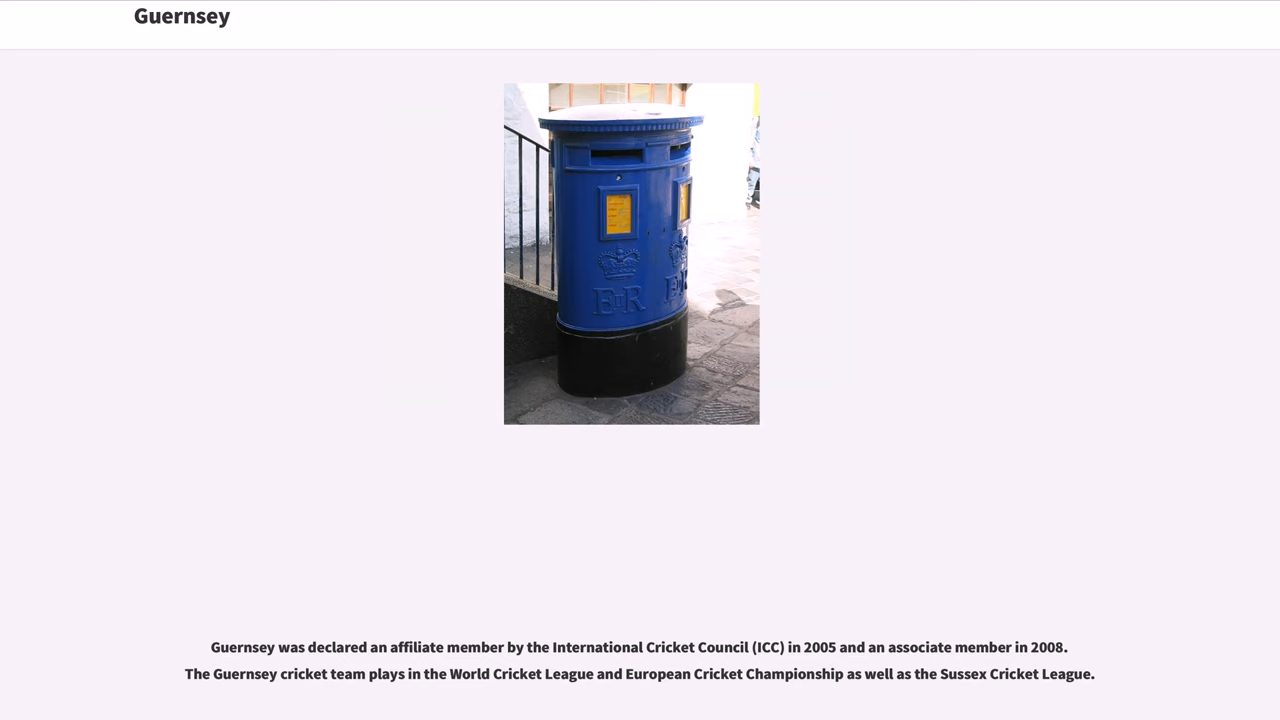 Guernsey
EIIR
EIIR
Guernsey was declared an affiliate member by the International Cricket Council (ICC) in 2005 and an associate member in 2008.
The Guernsey cricket team plays in the World Cricket League and European Cricket Championship as well as the Sussex Cricket League.